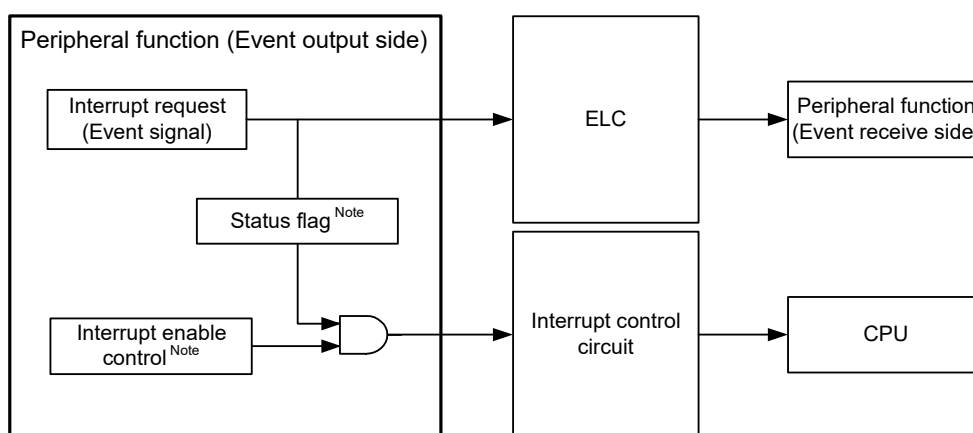 Peripheral function (Event output side)
Interrupt request
(Event signal)
ELC
Peripheral function
(Event receive side
Status flag Note
Interrupt enable
control Note
Interrupt control
circuit
CPU